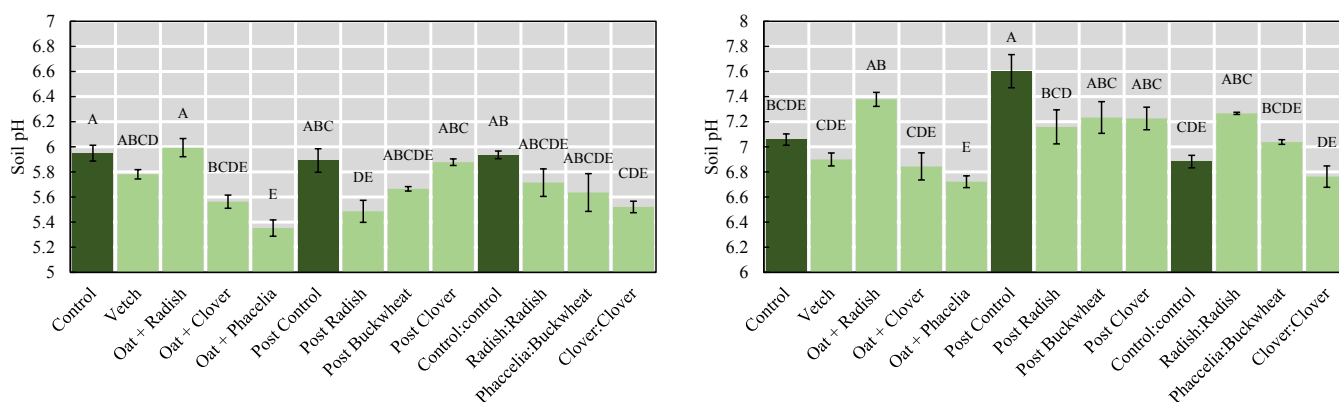 Soil pH
7
6.8
6.6
6.4
6.2
6
5.8
5.6
5.4
5.2
5
A
ABCD
A
BCDE
E
ABC
DE
ABCDE
ABC
AB
ABCDE
ABCDE
CDE
Control
Vetch
Oat + Radish
Oat + Clover
Oat + Phacelia
Post Control
Post Radish
Post Buckwheat
Post Clover
Control:control
Radish:Radish
Phaccelia:Buckwheat
Clover:Clover
Soil pH
8
7.8
7.6
7.4
7.2
7
6.8
6.6
6.4
6.2
6
BCDE
CDE
AB
CDE
E
A
BCD
ABC
ABC
CDE
ABC
BCDE
DE
Control
Vetch
Oat + Radish
Oat + Clover
Oat + Phacelia
Post Control
Post Radish
Post Buckwheat
Post Clover
Control:control
Radish:Radish
Phaccelia:Buckwheat
Clover:Clover